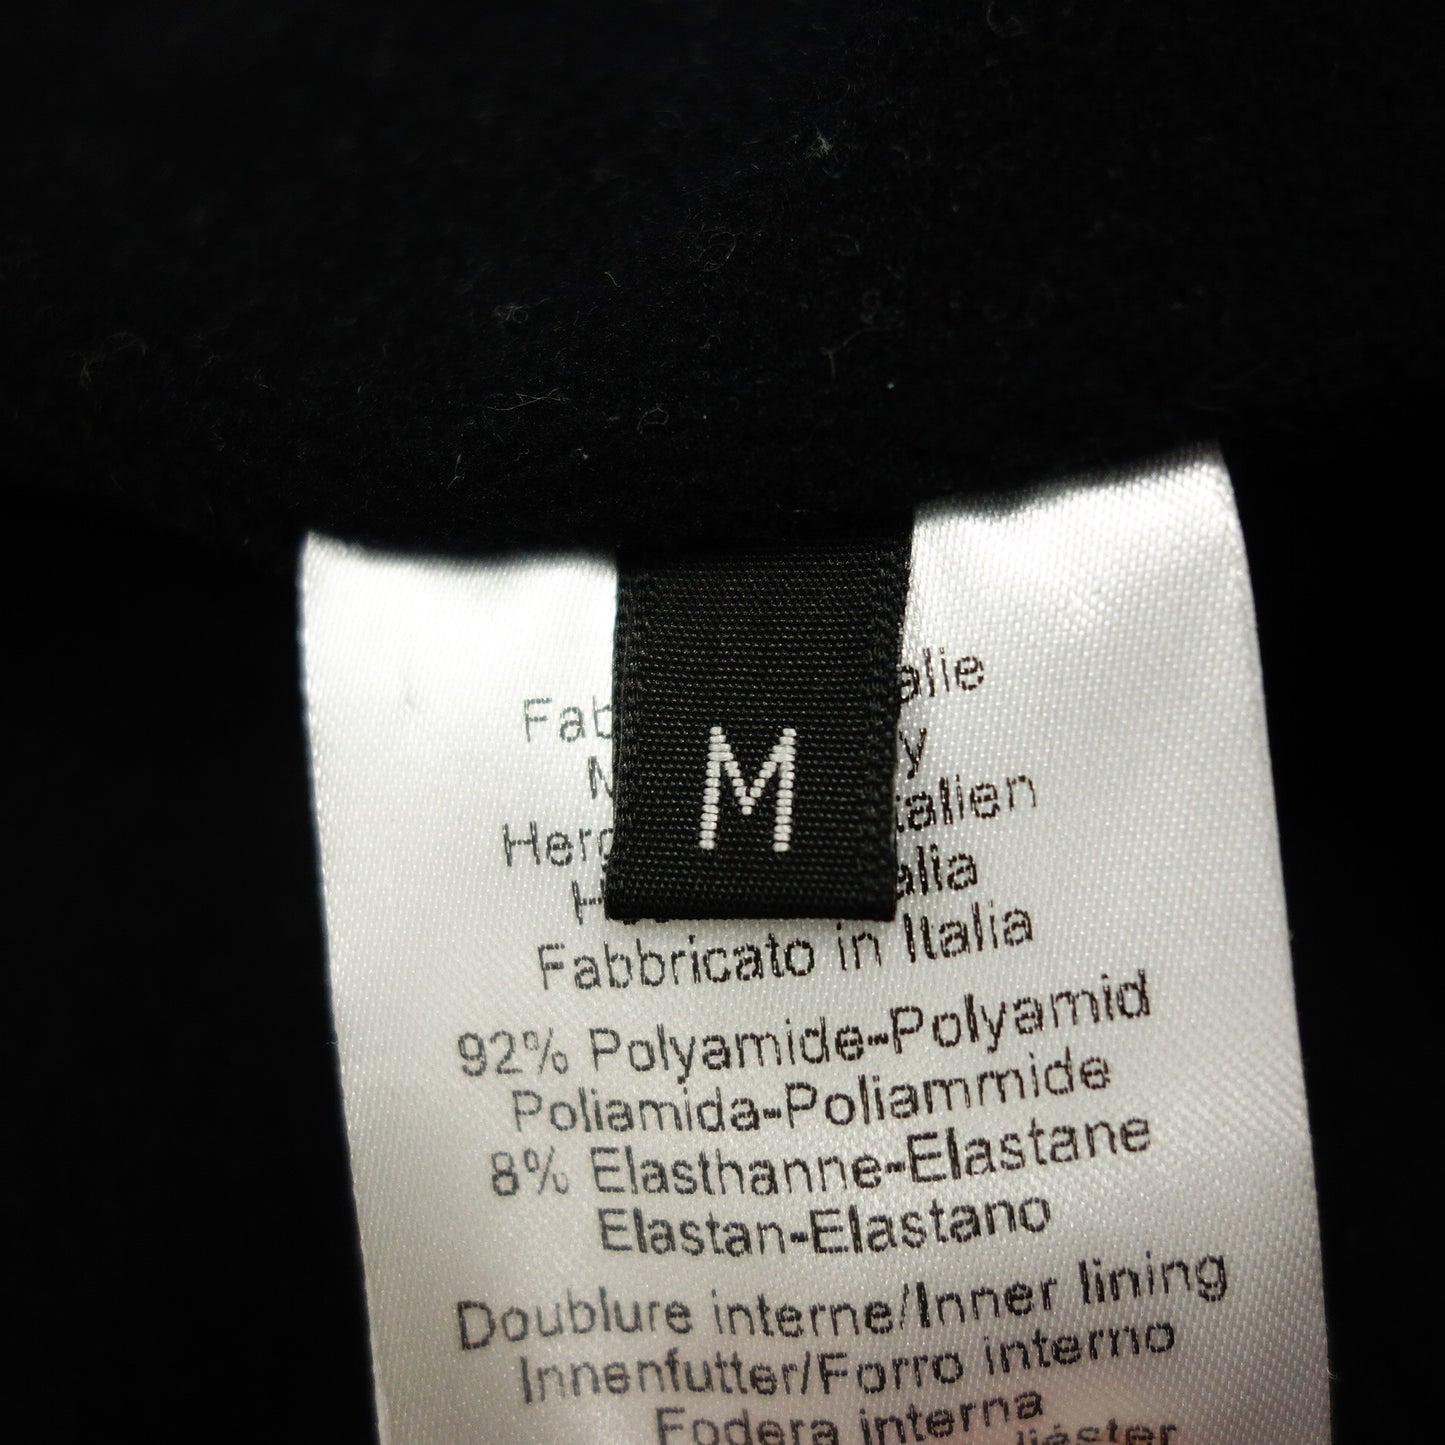 M
Fabbricato in Italia
92% Polyamide-Polyamid
Poliamida-Poliammide
8% Elasthanne-Elastane
Elastan-Elastano
Doublure interne/Inner lining
Innenfutter/Forro interno
Fodera interna